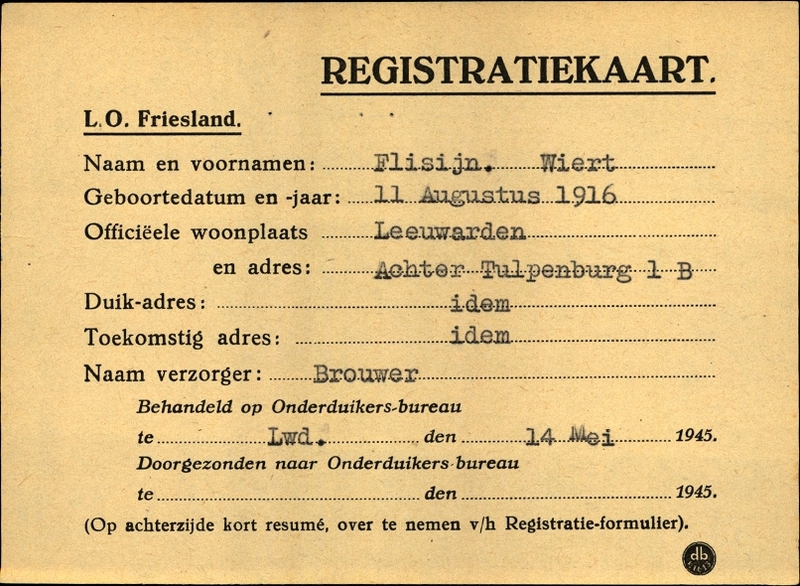 REGISTRATIEKAART.
L.O. Friesland.
Naam en voornamen: Flisijn. Wiert
Geboortedatum en -jaar: 11 Augustus 1916
Officiëele woonplaats Leeuwarden
en adres: Achter Tulpenburg 1 B
Duik-adres: idem
Toekomstig adres: idem
Naam verzorger: Brouwer
Behandeld op Onderduikers-bureau
te Lwd. den 14 Mei 1945.
Doorgezonden naar Onderduikers-bureau
te den 1945.
(Op achterzijde kort resumé, over te nemen v/h Registratie-formulier).
db